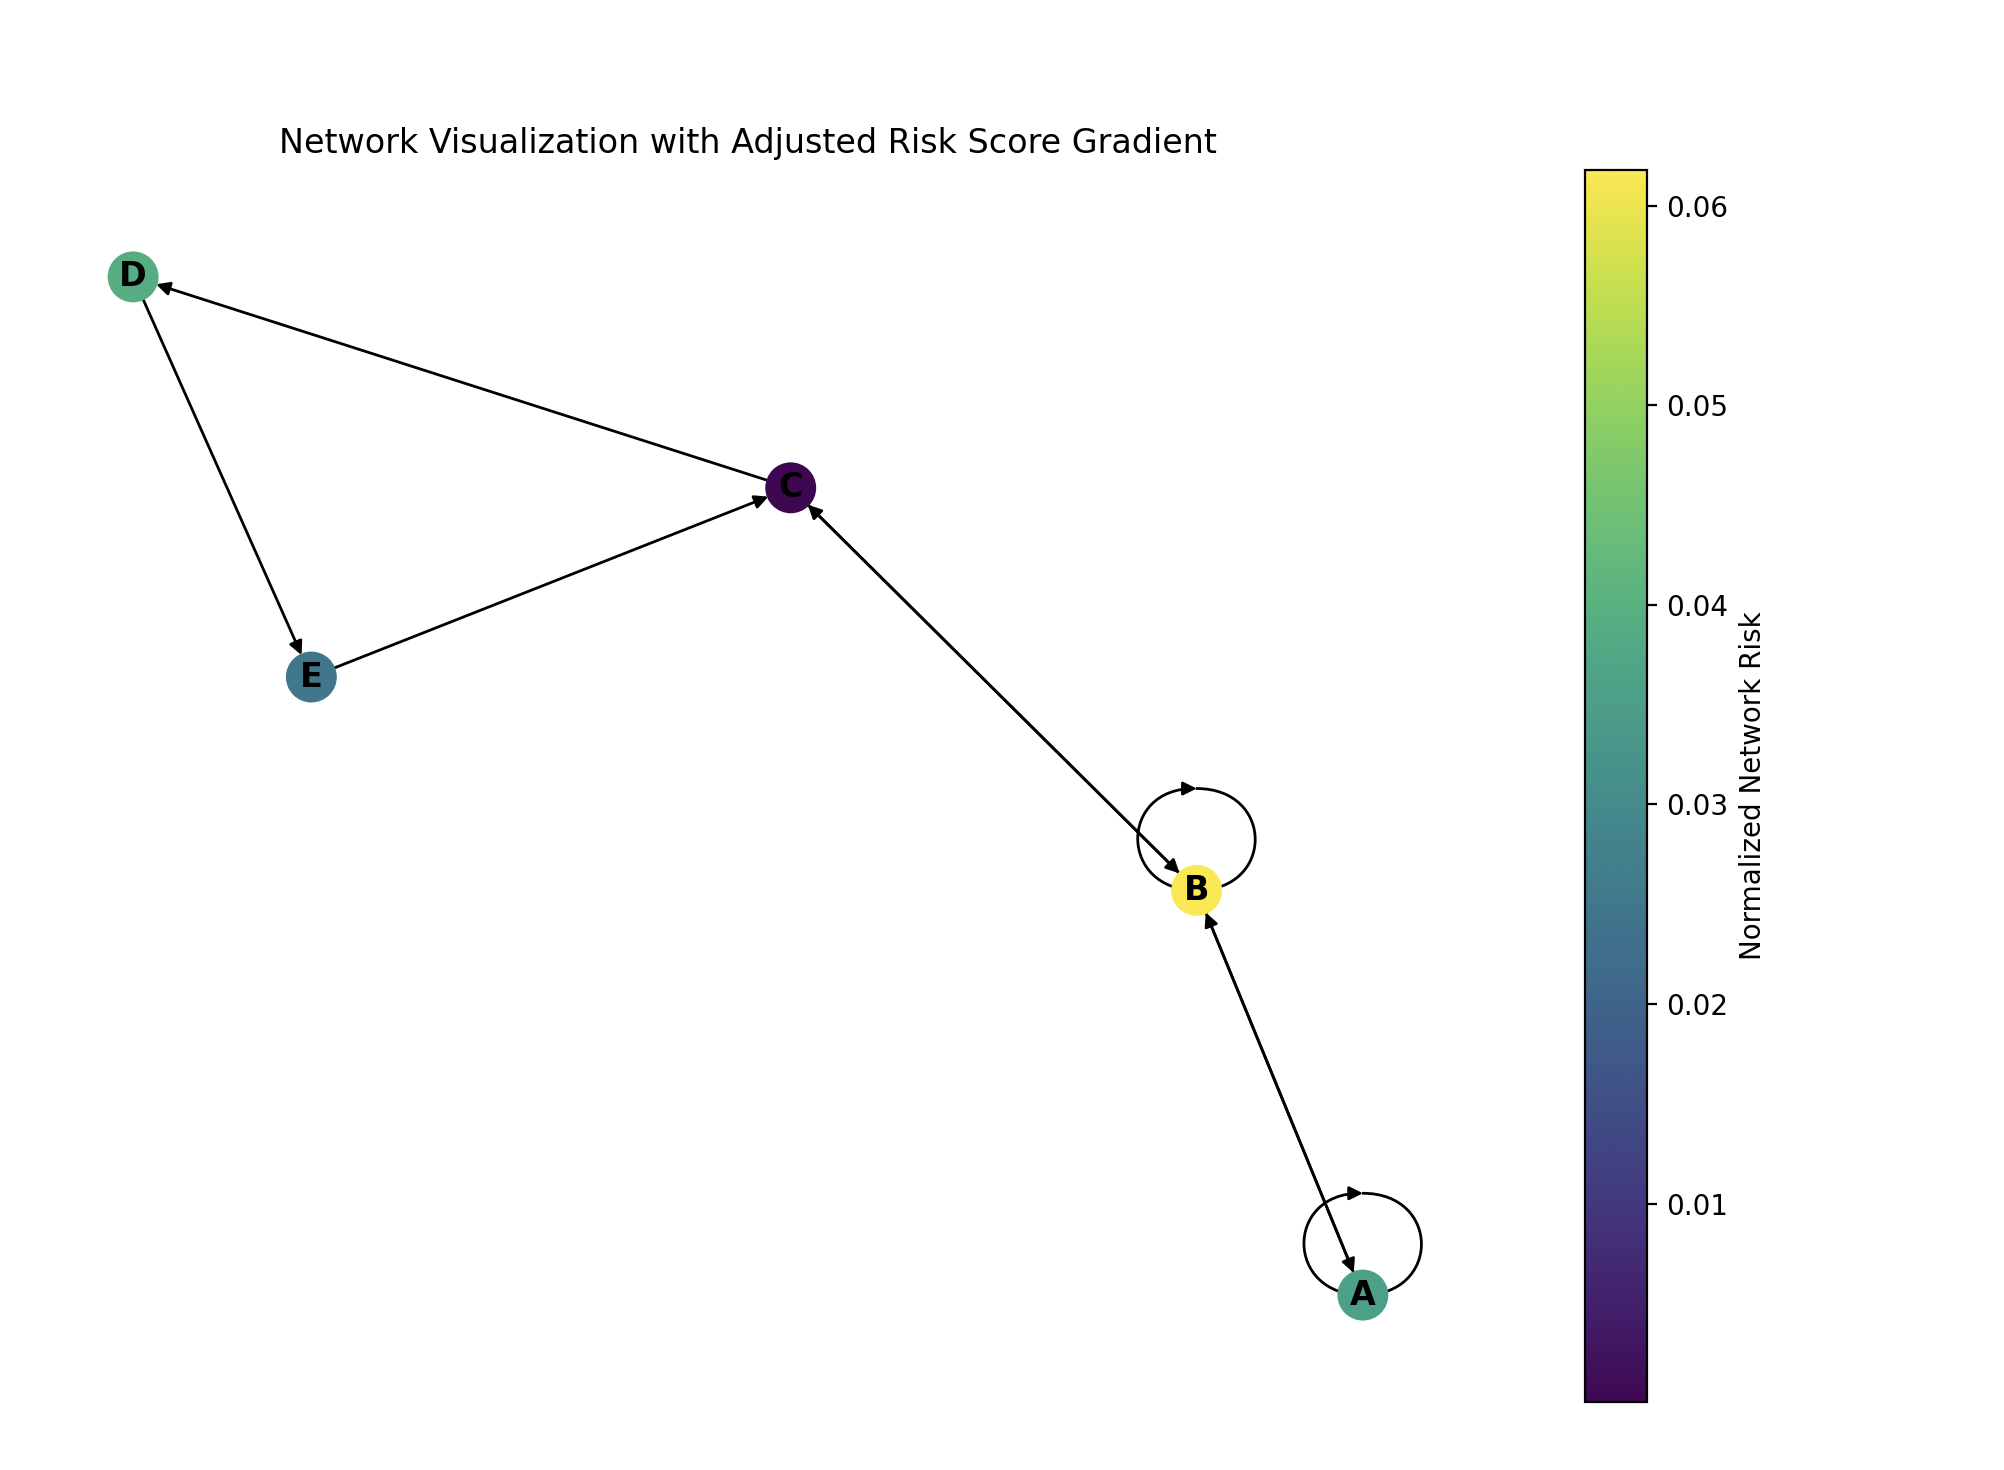 Network Visualization with Adjusted Risk Score Gradient
D
C
E
B
A
0.06
0.05
0.04
0.03
0.02
0.01
Normalized Network Risk